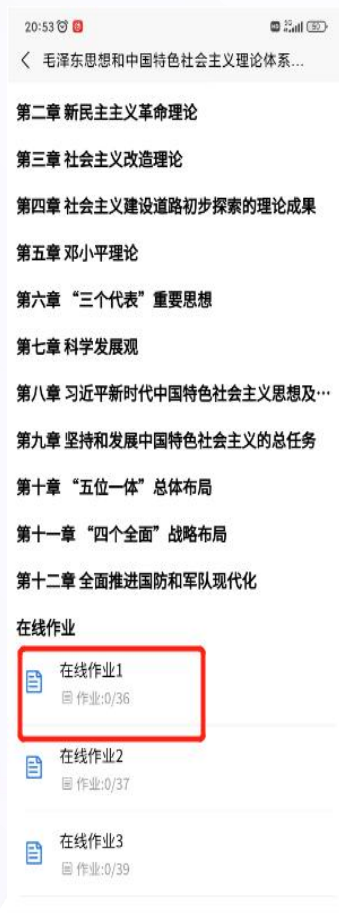 20:53
HD 5G 50
毛泽东思想和中国特色社会主义理论体系...
第二章 新民主主义革命理论
第三章 社会主义改造理论
第四章 社会主义建设道路初步探索的理论成果
第五章 邓小平理论
第六章 “三个代表”重要思想
第七章 科学发展观
第八章 习近平新时代中国特色社会主义思想及…
第九章 坚持和发展中国特色社会主义的总任务
第十章 “五位一体”总体布局
第十一章 “四个全面”战略布局
第十二章 全面推进国防和军队现代化
在线作业
在线作业1
作业:0/36
在线作业2
作业:0/37
在线作业3
作业:0/39